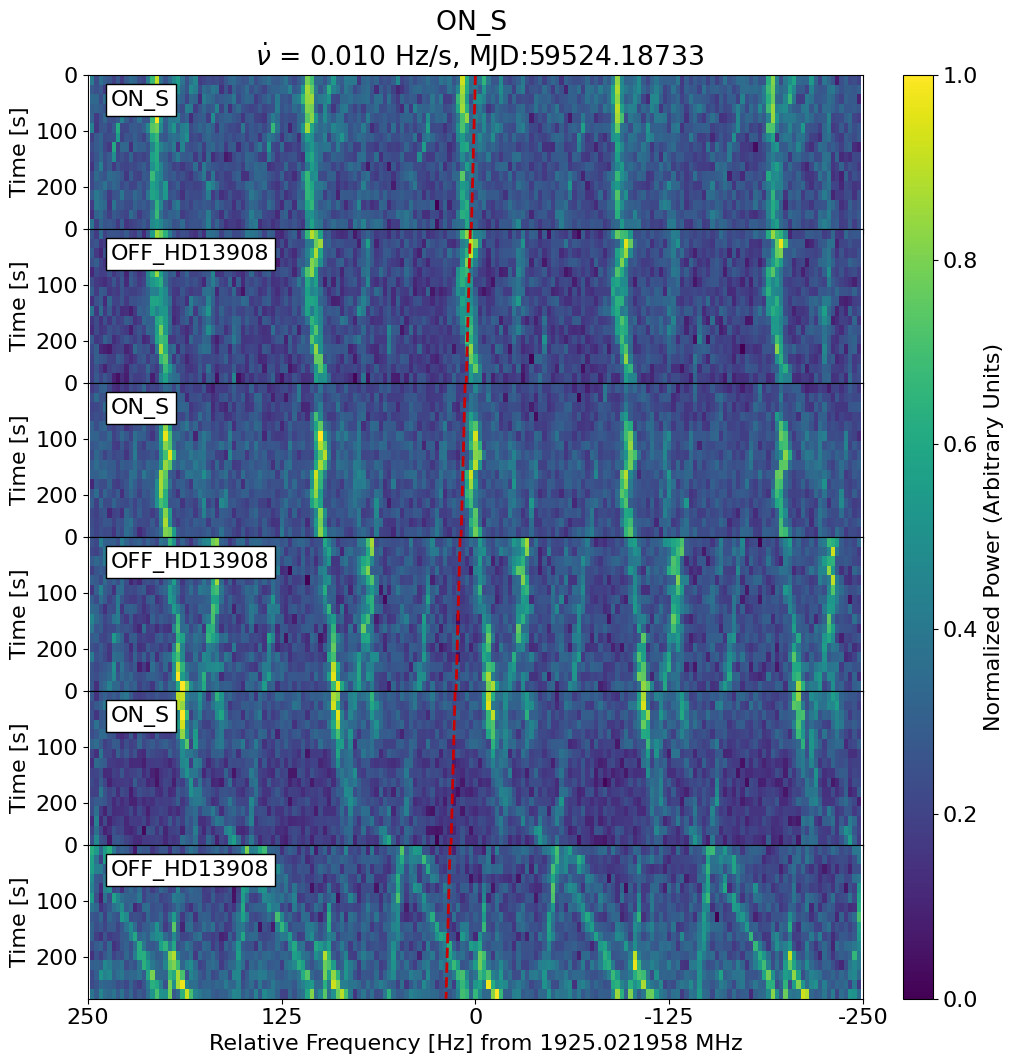 ON_S
ν̇ = 0.010 Hz/s, MJD:59524.18733
0
100
200
Time [s]
ON_S
0
100
200
Time [s]
OFF_HD13908
0
100
200
Time [s]
ON_S
0
100
200
Time [s]
OFF_HD13908
0
100
200
Time [s]
ON_S
0
100
200
Time [s]
OFF_HD13908
250 125 0 -125 -250
Relative Frequency [Hz] from 1925.021958 MHz
1.0
0.8
0.6
0.4
0.2
0.0
Normalized Power (Arbitrary Units)